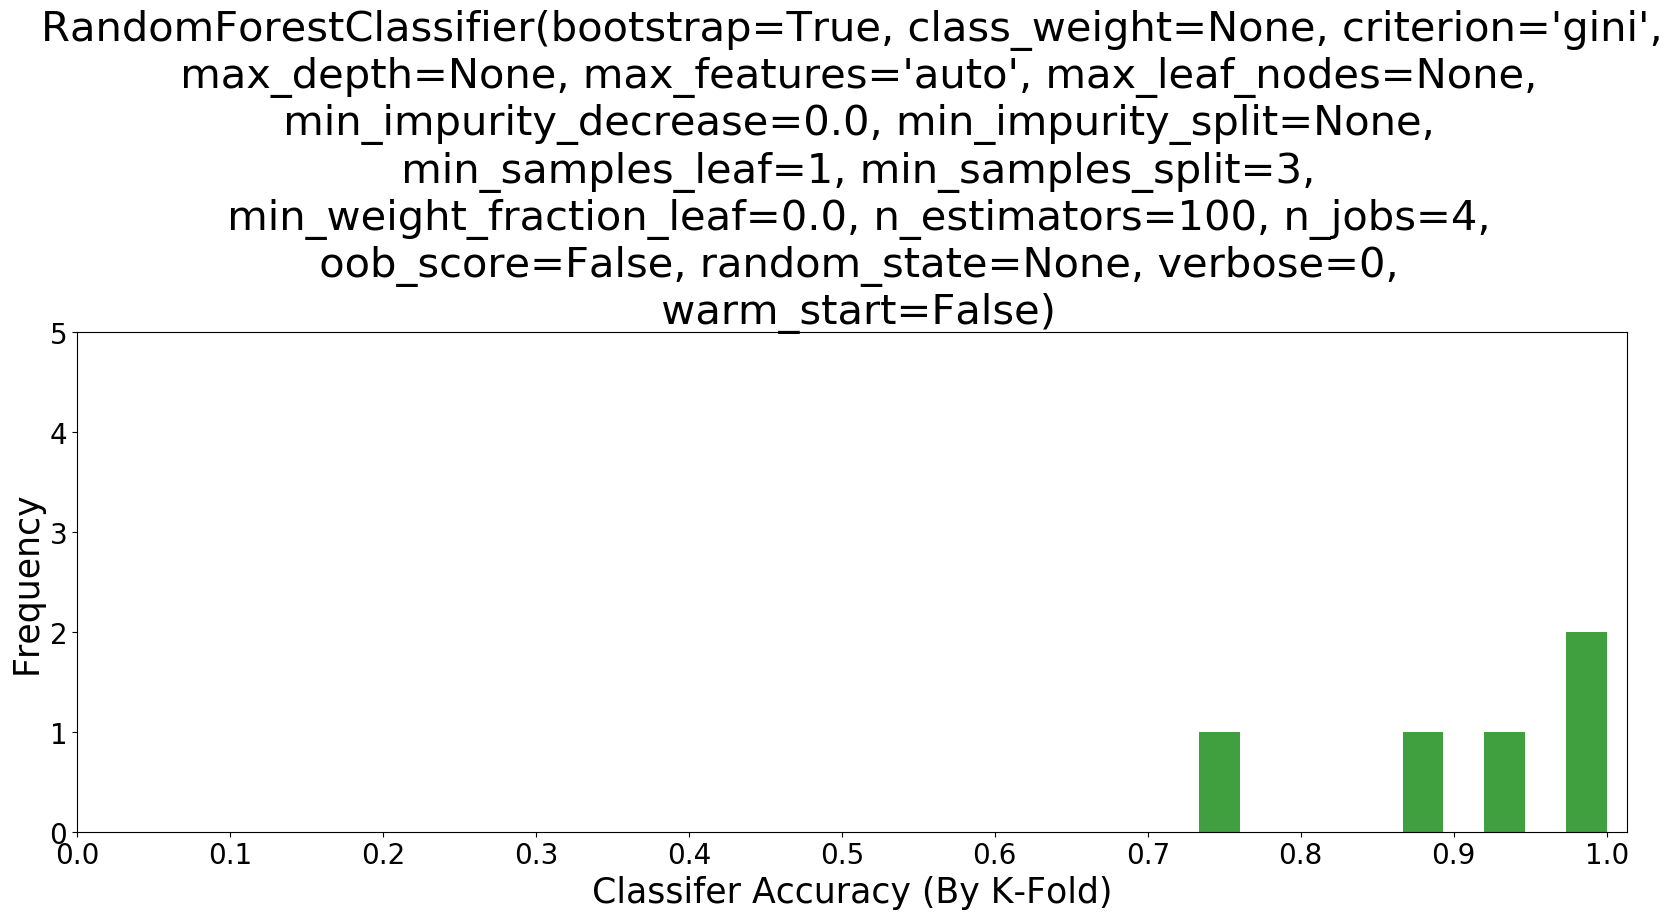 RandomForestClassifier(bootstrap=True, class_weight=None, criterion='gini',
max_depth=None, max_features='auto', max_leaf_nodes=None,
min_impurity_decrease=0.0, min_impurity_split=None,
min_samples_leaf=1, min_samples_split=3,
min_weight_fraction_leaf=0.0, n_estimators=100, n_jobs=4,
oob_score=False, random_state=None, verbose=0,
warm_start=False)
5
4
3
2
1
0
Frequency
0.0 0.1 0.2 0.3 0.4 0.5 0.6 0.7 0.8 0.9 1.0
Classifer Accuracy (By K-Fold)